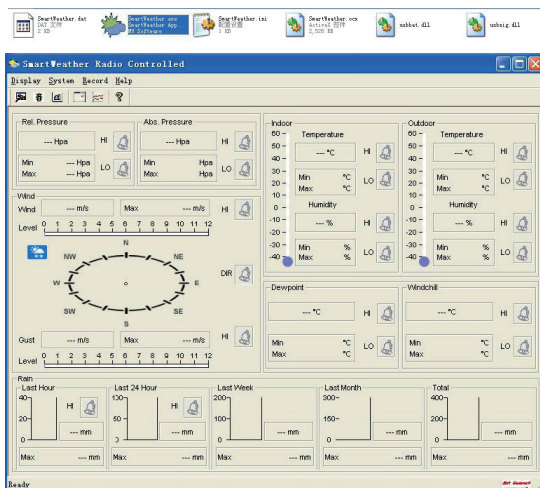 SmartWeather.dat
DAT 文件
2 KB
SmartWeather.exe
SmartWeather App...
MU Software
SmartWeather.ini
配置设置
1 KB
SmartWeather.ocx
ActiveX 控件
2,526 KB
usbhat.dll
usbsig.dll
SmartWeather Radio Controlled
Display System Record Help
Rel. Pressure
--- Hpa
HI
Min --- Hpa
Max --- Hpa
LO
Abs. Pressure
--- Hpa
HI
Min Hpa
Max Hpa
LO
Wind
Wind --- m/s Max --- m/s HI
Level 0 1 2 3 4 5 6 7 8 9 10 11 12
N
NW NE
W E
SW SE
S
DIR
Gust --- m/s Max --- m/s HI
Level 0 1 2 3 4 5 6 7 8 9 10 11 12
Indoor
60
50
40
30
20
10
0
-10
-20
-30
-40
Temperature
--- °C
HI
Min °C
Max °C
LO
Humidity
--- %
HI
Min %
Max %
LO
Outdoor
60
50
40
30
20
10
0
-10
-20
-30
-40
Temperature
--- °C
HI
Min °C
Max °C
LO
Humidity
--- %
HI
Min %
Max %
LO
Dewpoint
--- °C
HI
Min °C
Max °C
LO
Windchill
--- °C
HI
Min °C
Max °C
LO
Rain
Last Hour
40
20
0
HI
--- mm
Max --- mm
Last 24 Hour
100
50
0
HI
--- mm
Max --- mm
Last Week
200
100
0
--- mm
Max --- mm
Last Month
300
150
0
--- mm
Max --- mm
Total
400
200
0
--- mm
Max --- mm
Ready